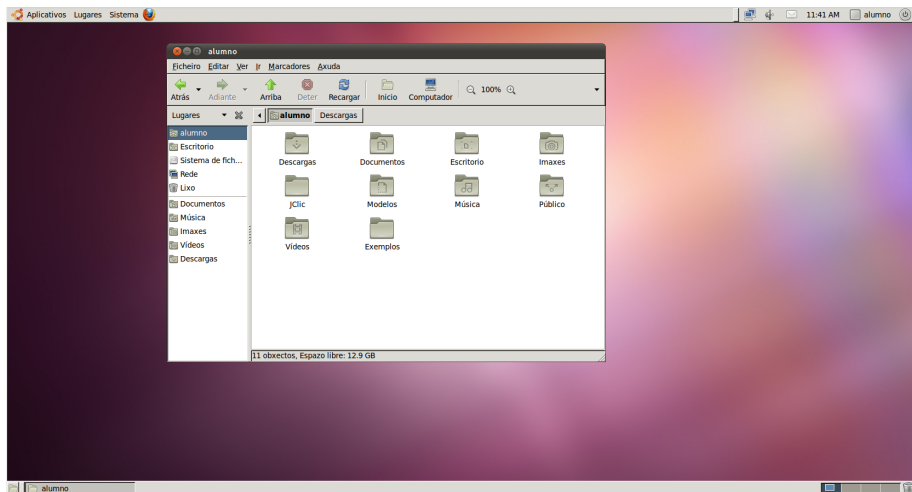 Aplicativos Lugares Sistema 11:41 AM alumno
alumno
Ficheiro Editar Ver Ir Marcadores Axuda
Atrás Adiante Arriba Deter Recargar Inicio Computador 100%
Lugares alumno Descargas
alumno
Escritorio
Sistema de fich...
Rede
Lixo
Documentos
Música
Imaxes
Vídeos
Descargas
Descargas Documentos Escritorio Imaxes
JClic Modelos Música Público
Vídeos Exemplos
11 obxectos, Espazo libre: 12.9 GB
alumno